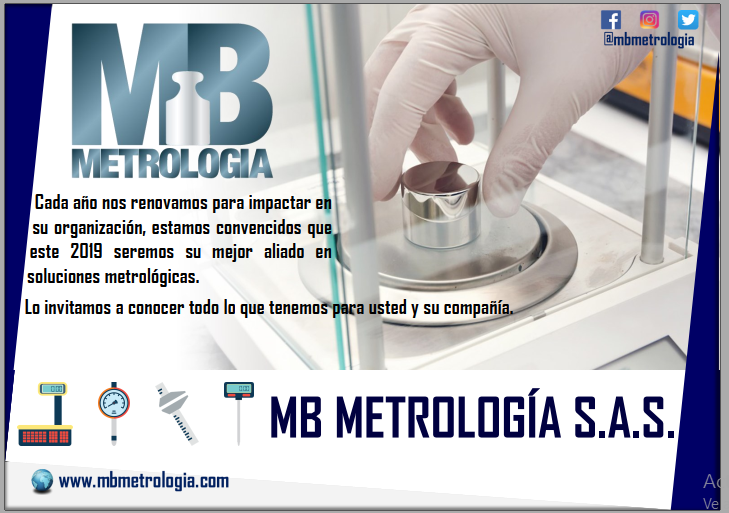 MB
METROLOGIA
@mbmetrologia
Cada año nos renovamos para impactar en
su organización, estamos convencidos que
este 2019 seremos su mejor aliado en
soluciones metrológicas.
Lo invitamos a conocer todo lo que tenemos para usted y su compañía.
MB METROLOGÍA S.A.S.
www.mbmetrologia.com